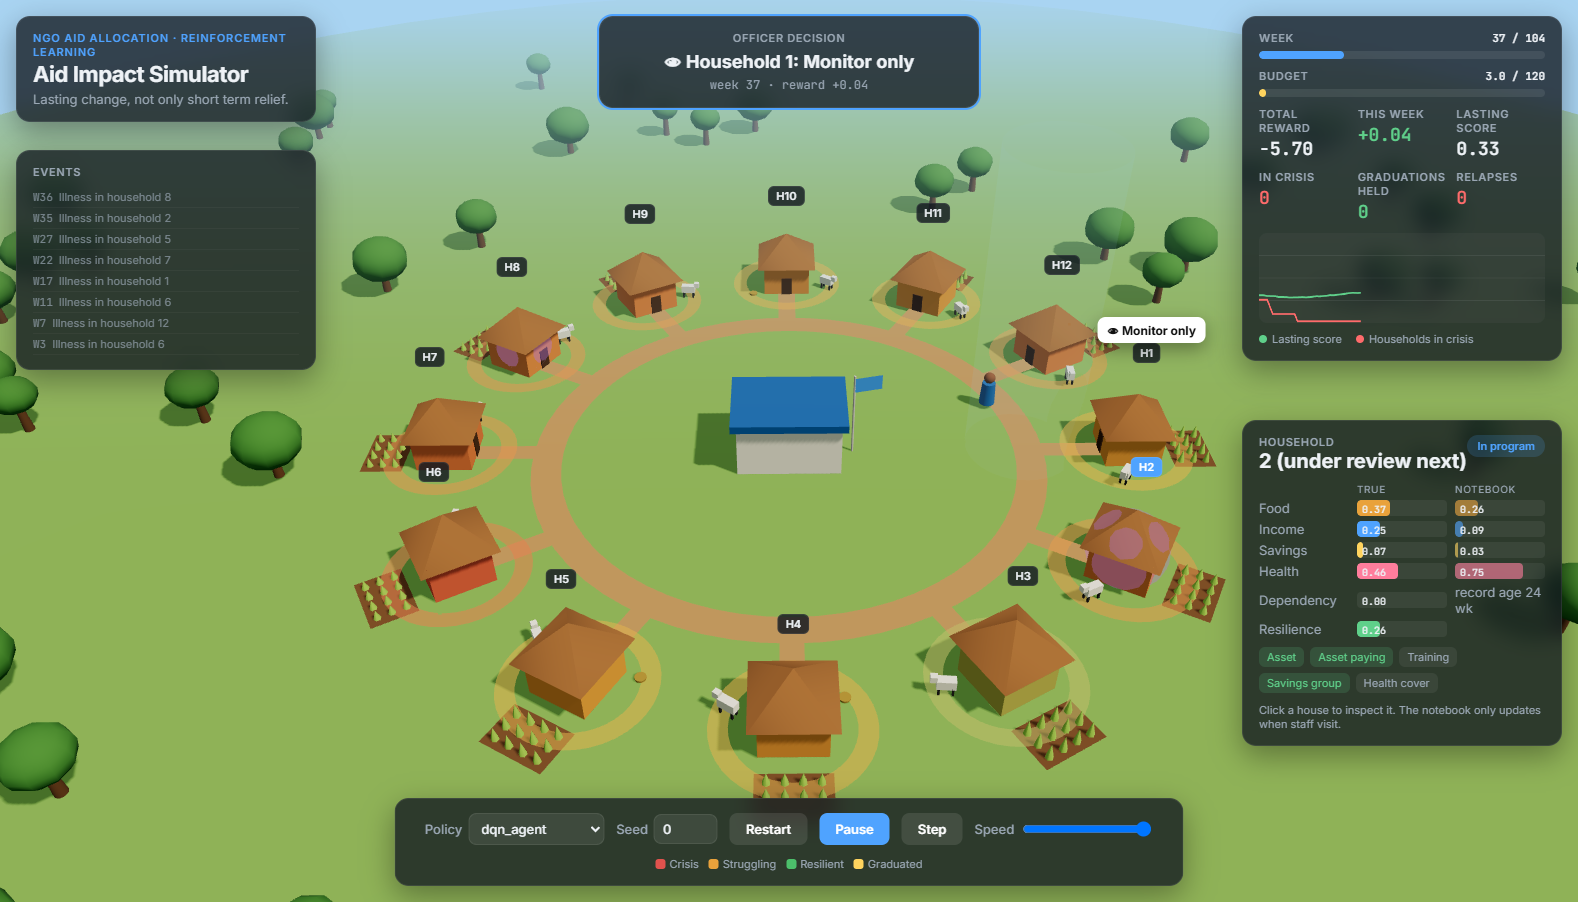 NGO AID ALLOCATION · REINFORCEMENT
LEARNING
Aid Impact Simulator
Lasting change, not only short term relief.
EVENTS
W36 Illness in household 8
W35 Illness in household 2
W27 Illness in household 5
W22 Illness in household 7
W17 Illness in household 1
W11 Illness in household 6
W7 Illness in household 12
W3 Illness in household 6
OFFICER DECISION
Household 1: Monitor only
week 37 · reward +0.04
H10
H9
H11
H8
H12
Monitor only
H7
H1
H6
H2
H5
H3
H4
WEEK 37 / 104
BUDGET 3.0 / 120
TOTAL REWARD -5.70
THIS WEEK +0.04
LASTING SCORE 0.33
IN CRISIS 0
GRADUATIONS HELD 0
RELAPSES 0
Lasting score Households in crisis
HOUSEHOLD
In program
2 (under review next)
TRUE NOTEBOOK
Food 0.37 0.26
Income 0.25 0.09
Savings 0.07 0.03
Health 0.46 0.75
Dependency 0.00 record age 24 wk
Resilience 0.26
Asset Asset paying Training
Savings group Health cover
Click a house to inspect it. The notebook only updates
when staff visit.
Policy dqn_agent Seed 0 Restart Pause Step Speed
Crisis Struggling Resilient Graduated